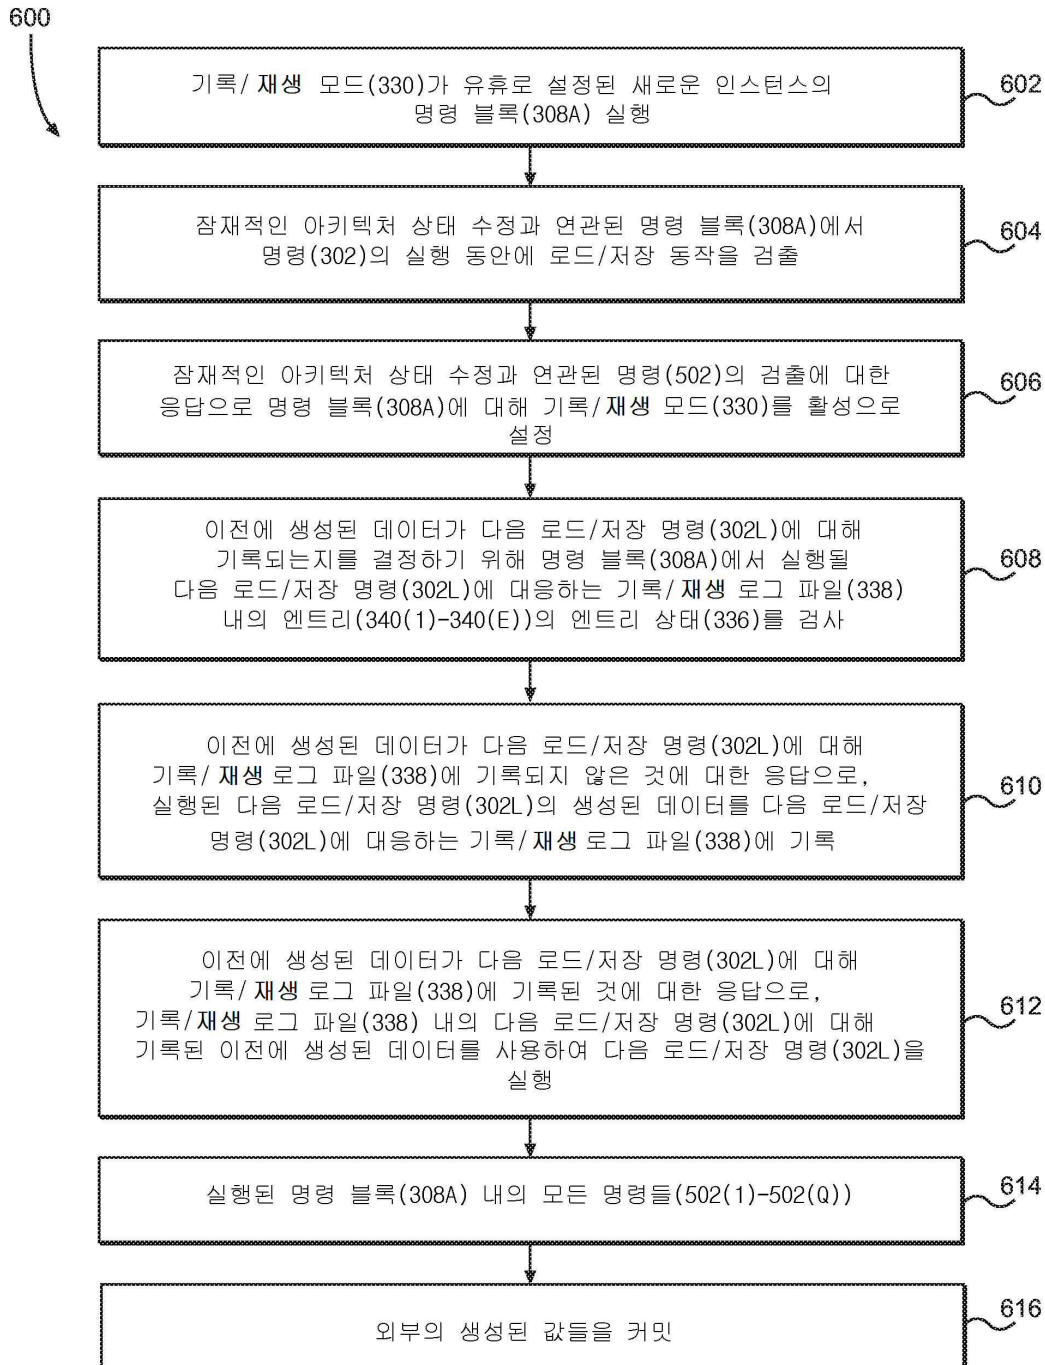 600
기록/ 재생 모드(330)가 유휴로 설정된 새로운 인스턴스의
명령 블록(308A) 실행
602
잠재적인 아키텍처 상태 수정과 연관된 명령 블록(308A)에서
명령(302)의 실행 동안에 로드/저장 동작을 검출
604
잠재적인 아키텍처 상태 수정과 연관된 명령(502)의 검출에 대한
응답으로 명령 블록(308A)에 대해 기록/재생 모드(330)를 활성으로
설정
606
이전에 생성된 데이터가 다음 로드/저장 명령(302L)에 대해
기록되는지를 결정하기 위해 명령 블록(308A)에서 실행될
다음 로드/저장 명령(302L)에 대응하는 기록/재생 로그 파일(338)
내의 엔트리(340(1)-340(E))의 엔트리 상태(336)를 검사
608
이전에 생성된 데이터가 다음 로드/저장 명령(302L)에 대해
기록/ 재생 로그 파일(338)에 기록되지 않은 것에 대한 응답으로,
실행된 다음 로드/저장 명령(302L)의 생성된 데이터를 다음 로드/저장
명령(302L)에 대응하는 기록/재생 로그 파일(338)에 기록
610
이전에 생성된 데이터가 다음 로드/저장 명령(302L)에 대해
기록/ 재생 로그 파일(338)에 기록된 것에 대한 응답으로,
기록/재생 로그 파일(338) 내의 다음 로드/저장 명령(302L)에 대해
기록된 이전에 생성된 데이터를 사용하여 다음 로드/저장 명령(302L)을
실행
612
실행된 명령 블록(308A) 내의 모든 명령들(502(1)-502(Q))
614
외부의 생성된 값들을 커밋
616